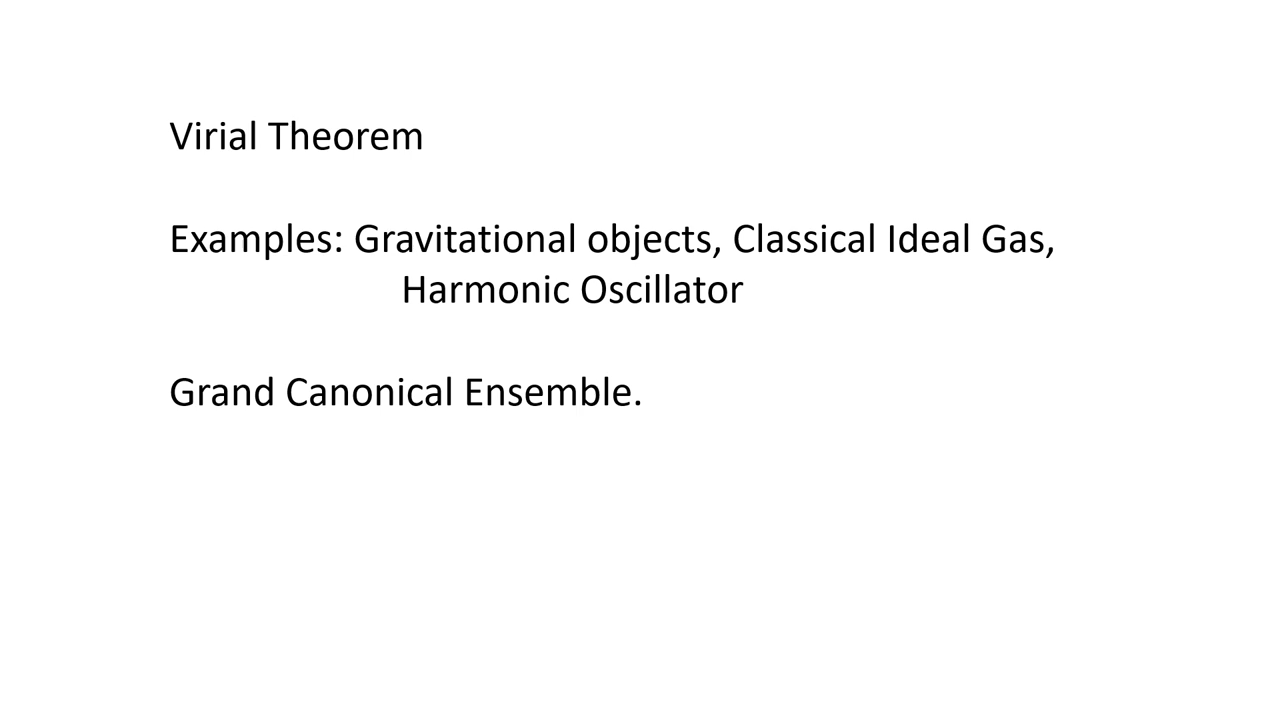 Virial Theorem
Examples: Gravitational objects, Classical Ideal Gas,
Harmonic Oscillator
Grand Canonical Ensemble.